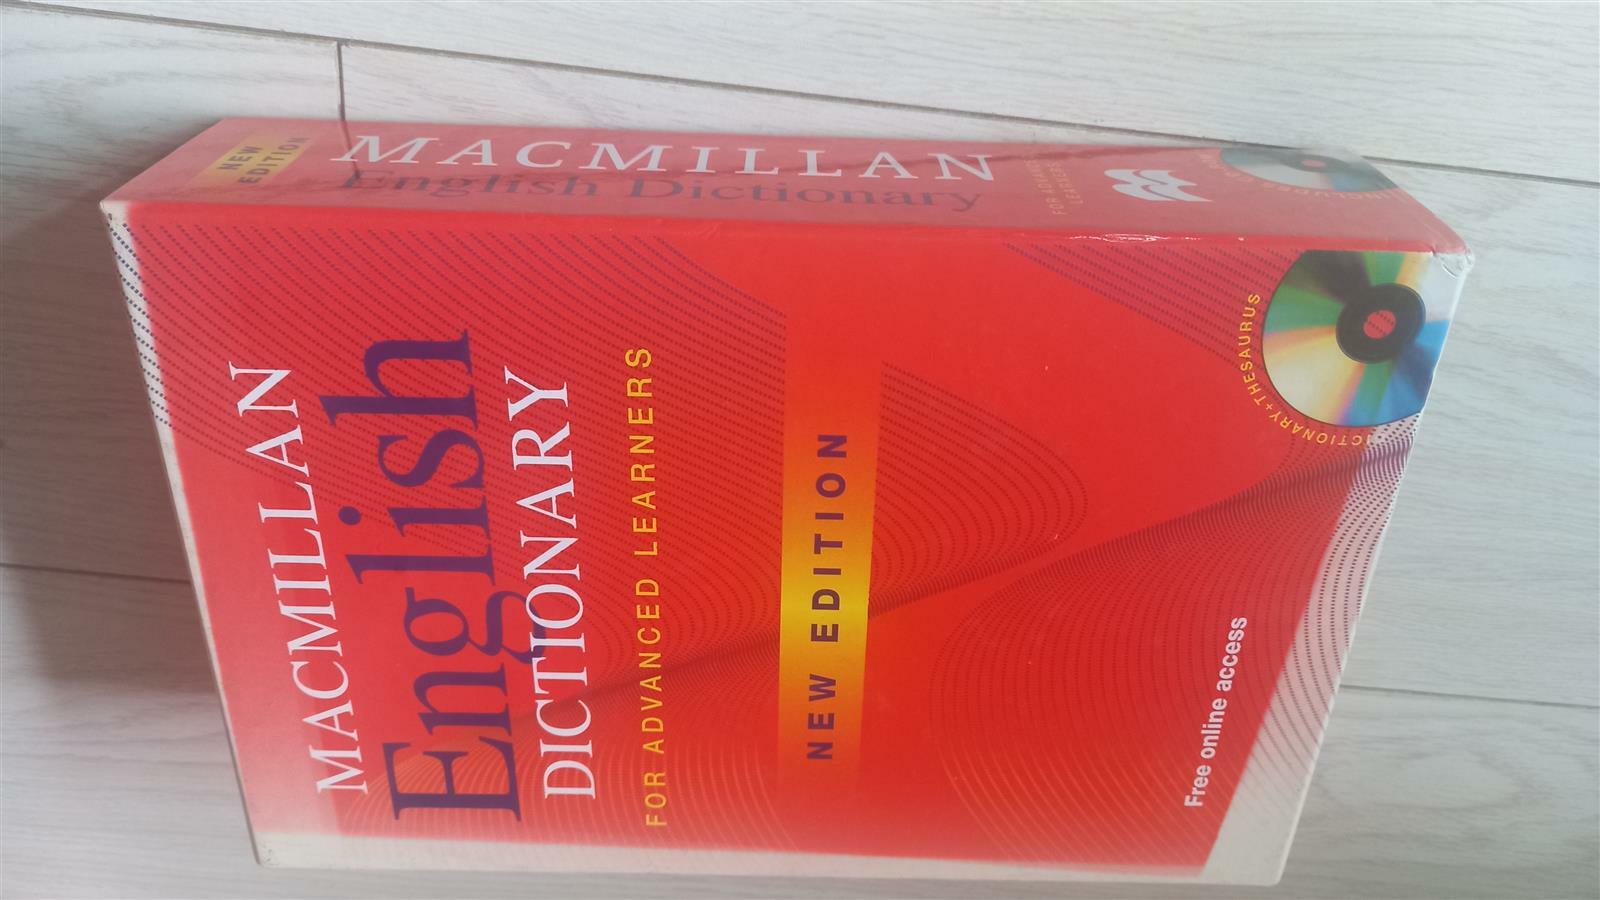 MACMILLAN
English
DICTIONARY
FOR ADVANCED LEARNERS
NEW EDITION
Free online access
DICTIONARY+THESAURUS
NEW
EDITION
MACMILLAN
English Dictionary
FOR ADVANCED
LEARNERS